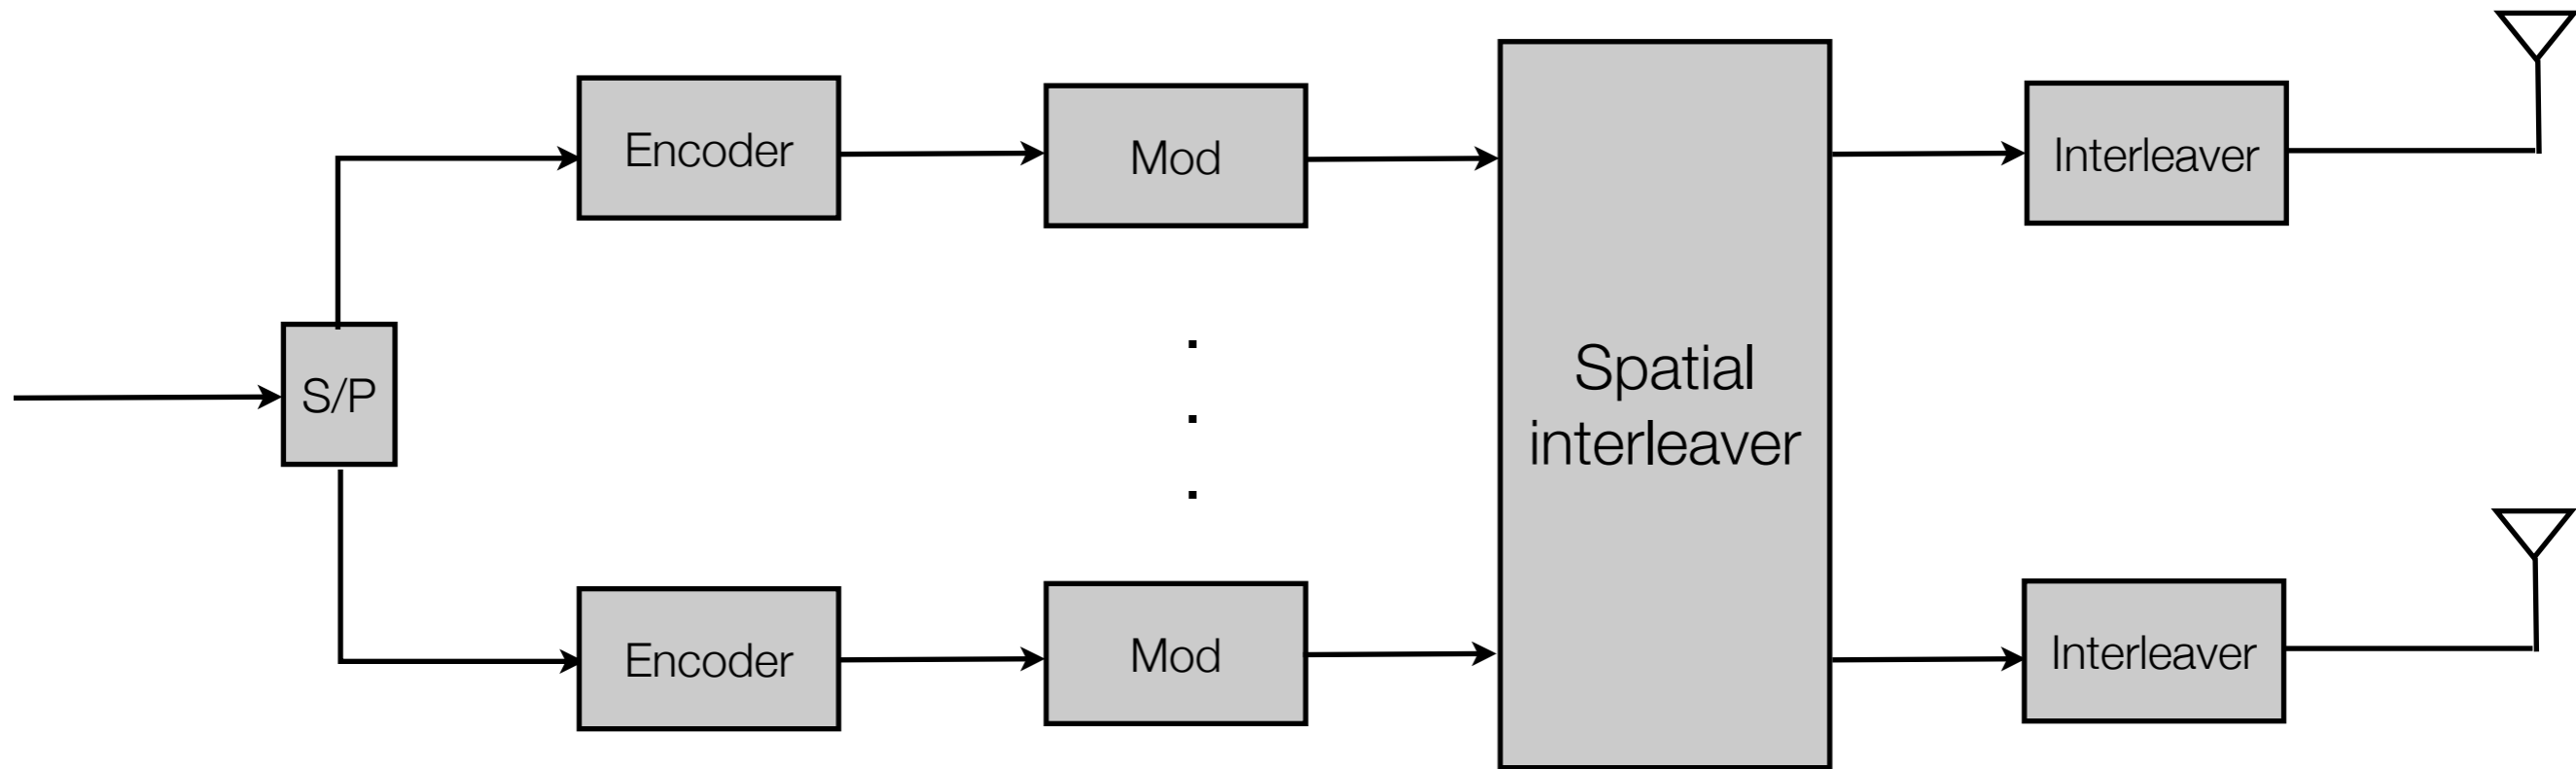 Encoder
Mod
Interleaver
S/P
Spatial
interleaver
Encoder
Mod
Interleaver